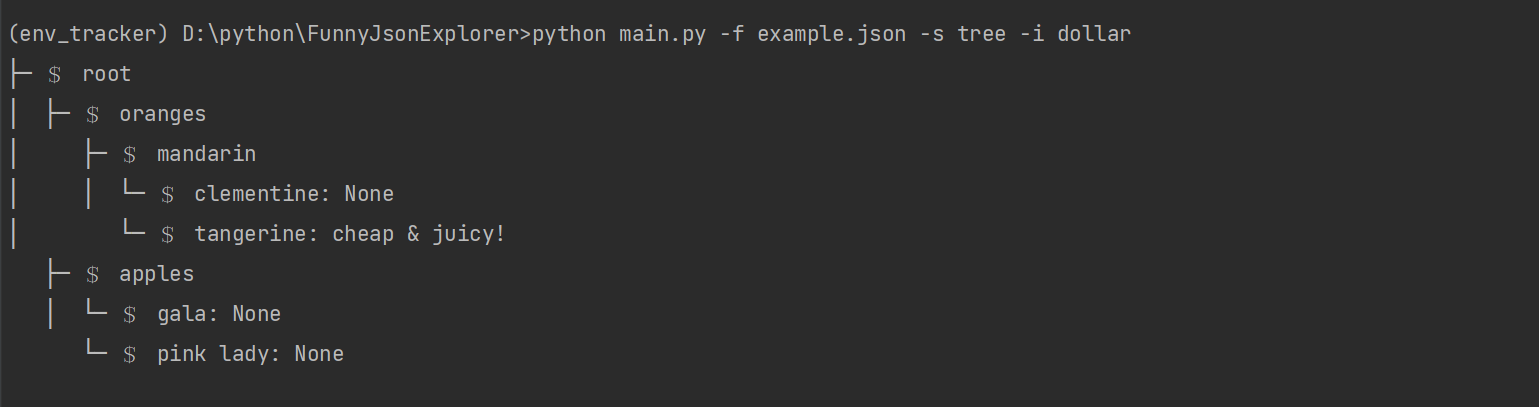 (env_tracker) D:\python\FunnyJsonExplorer>python main.py -f example.json -s tree -i dollar
├─ $ root
│  ├─ $ oranges
│     ├─ $ mandarin
│     │  └─ $ clementine: None
│        └─ $ tangerine: cheap & juicy!
   ├─ $ apples
   │  └─ $ gala: None
      └─ $ pink lady: None